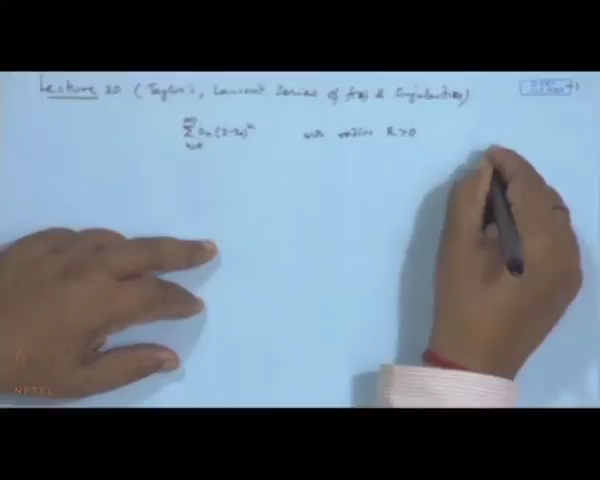 Lecture 20 (Taylor's, Laurent Series of f(z) & Singularities)
∑ an (z-z0)^n with radius R>0
NPTEL